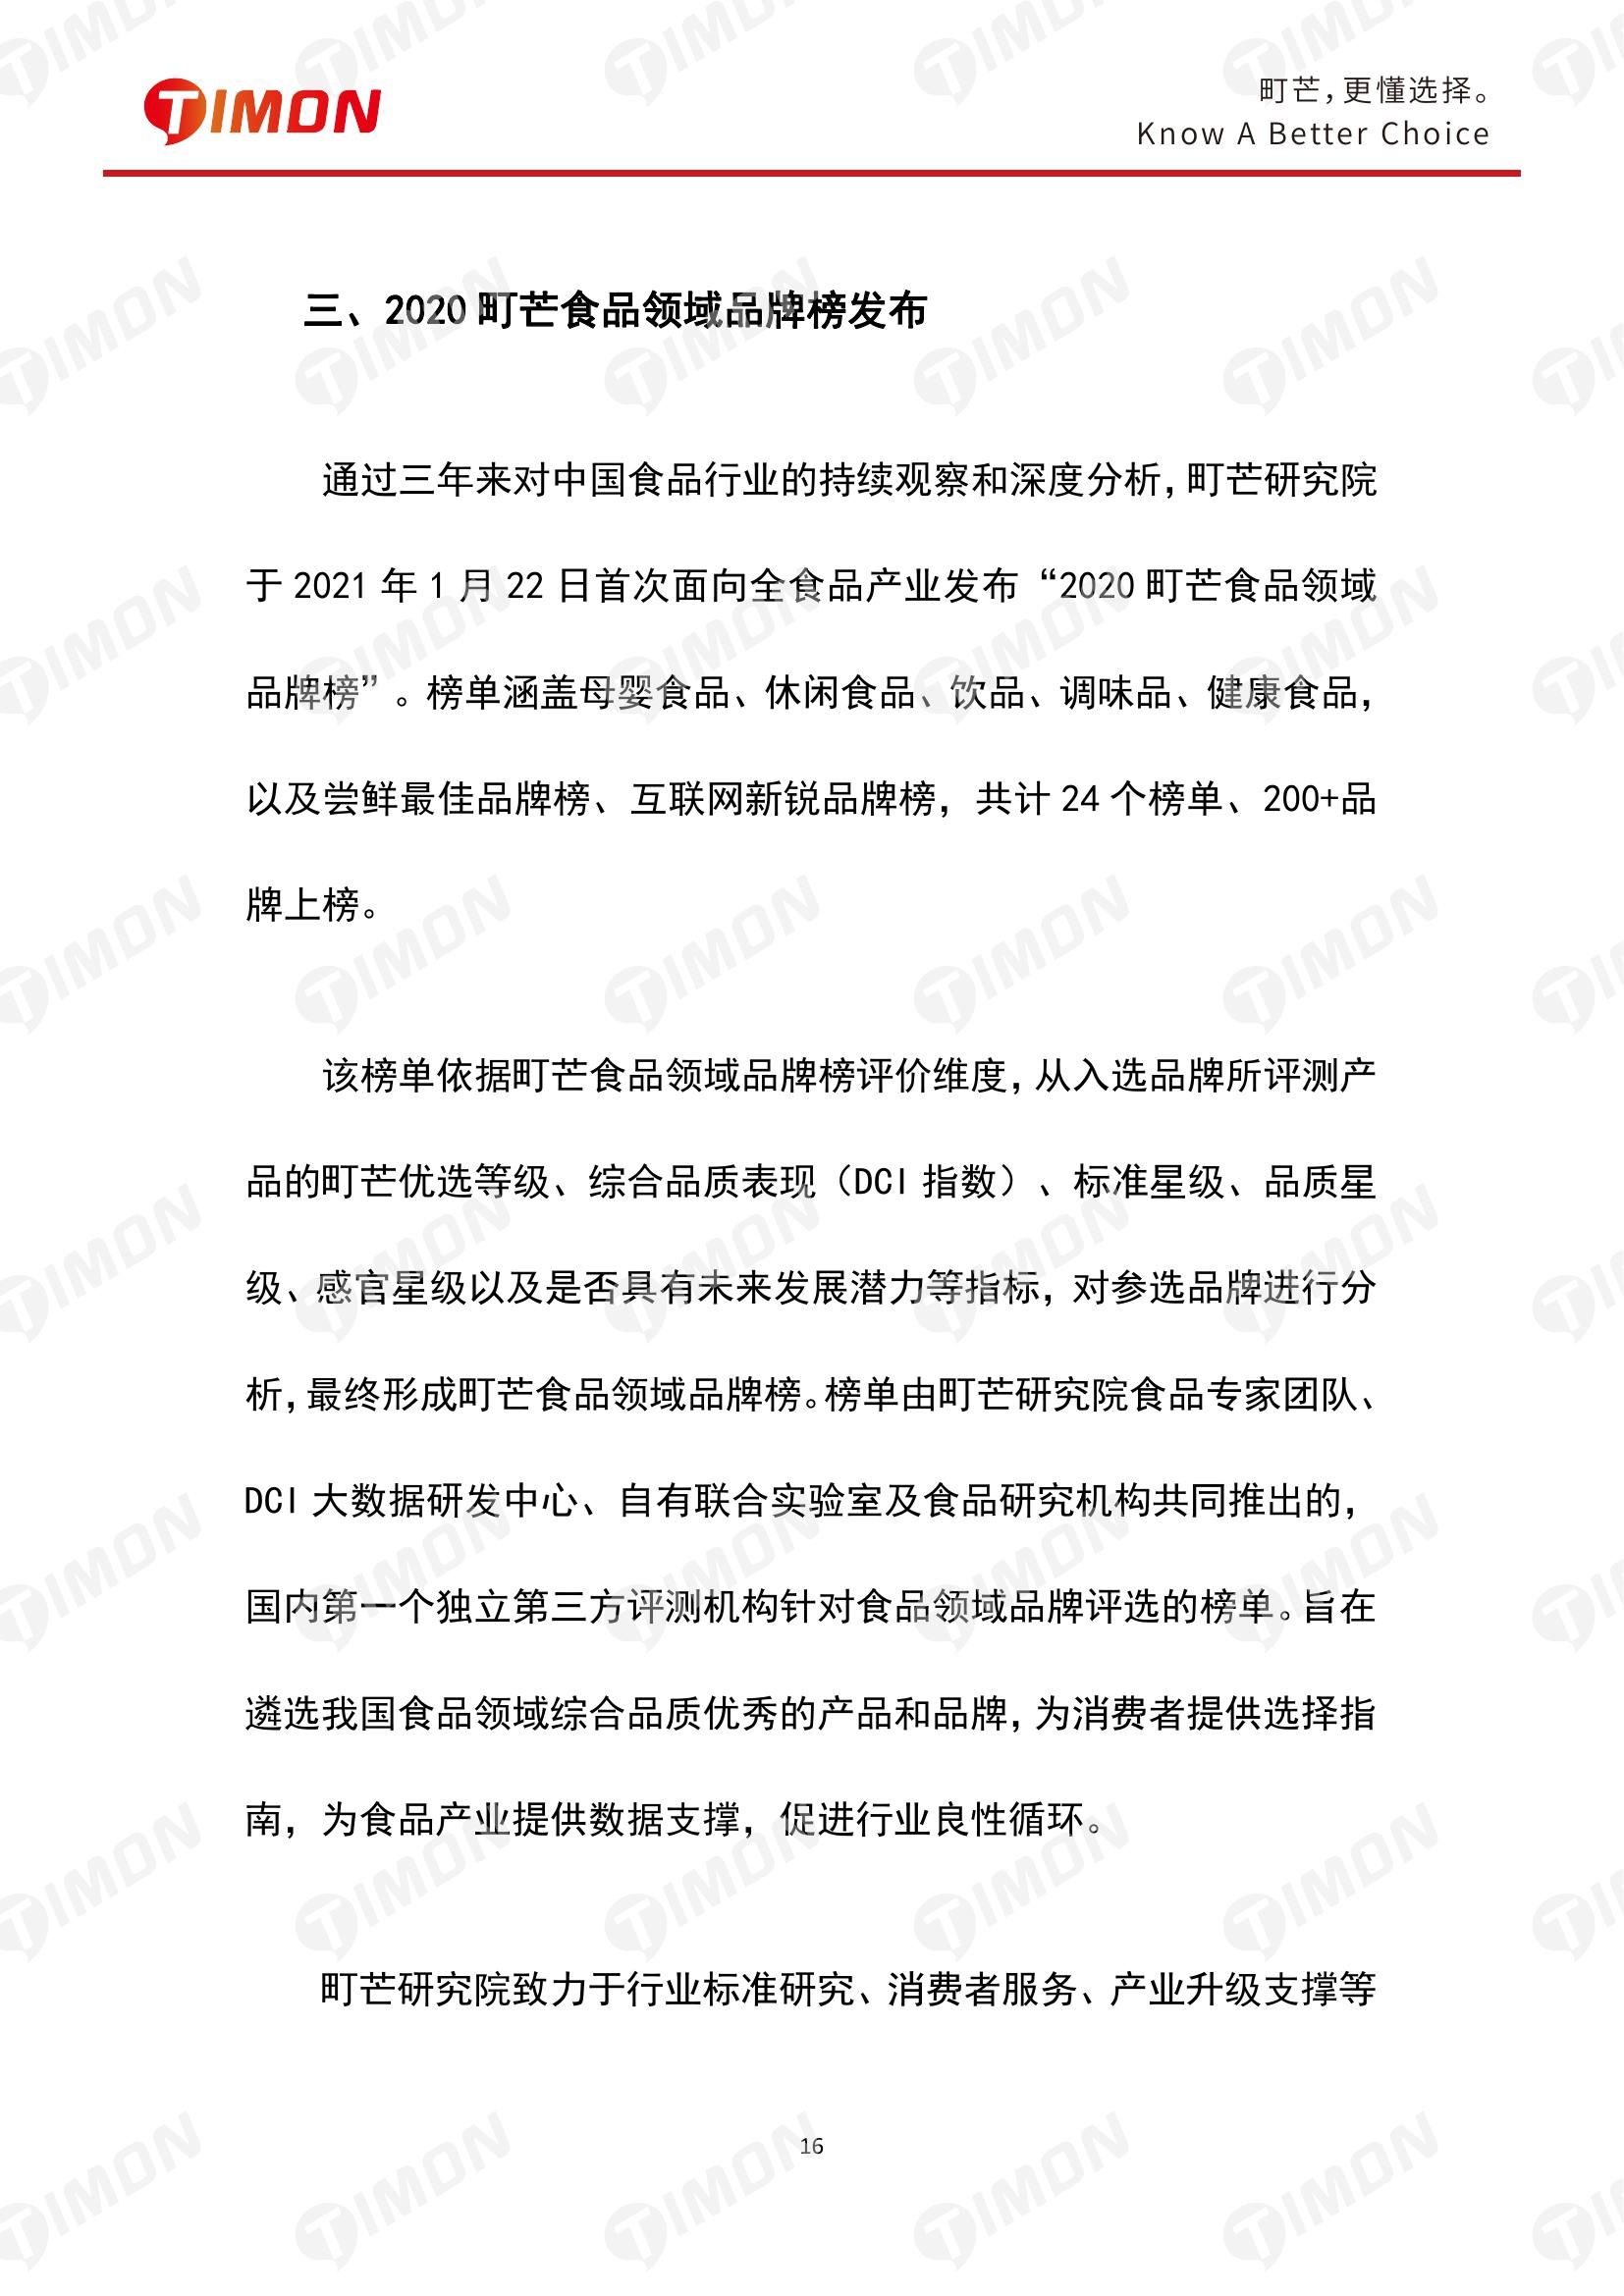 TIMON
町芒，更懂选择。
Know A Better Choice
三、2020 町芒食品领域品牌榜发布
通过三年来对中国食品行业的持续观察和深度分析，町芒研究院
于 2021 年 1 月 22 日首次面向全食品产业发布“2020 町芒食品领域
品牌榜”。榜单涵盖母婴食品、休闲食品、饮品、调味品、健康食品，
以及尝鲜最佳品牌榜、互联网新锐品牌榜，共计 24 个榜单、200+品
牌上榜。
该榜单依据町芒食品领域品牌榜评价维度，从入选品牌所评测产
品的町芒优选等级、综合品质表现（DCI 指数）、标准星级、品质星
级、感官星级以及是否具有未来发展潜力等指标，对参选品牌进行分
析，最终形成町芒食品领域品牌榜。榜单由町芒研究院食品专家团队、
DCI 大数据研发中心、自有联合实验室及食品研究机构共同推出的，
国内第一个独立第三方评测机构针对食品领域品牌评选的榜单。旨在
遴选我国食品领域综合品质优秀的产品和品牌，为消费者提供选择指
南，为食品产业提供数据支撑，促进行业良性循环。
町芒研究院致力于行业标准研究、消费者服务、产业升级支撑等
16